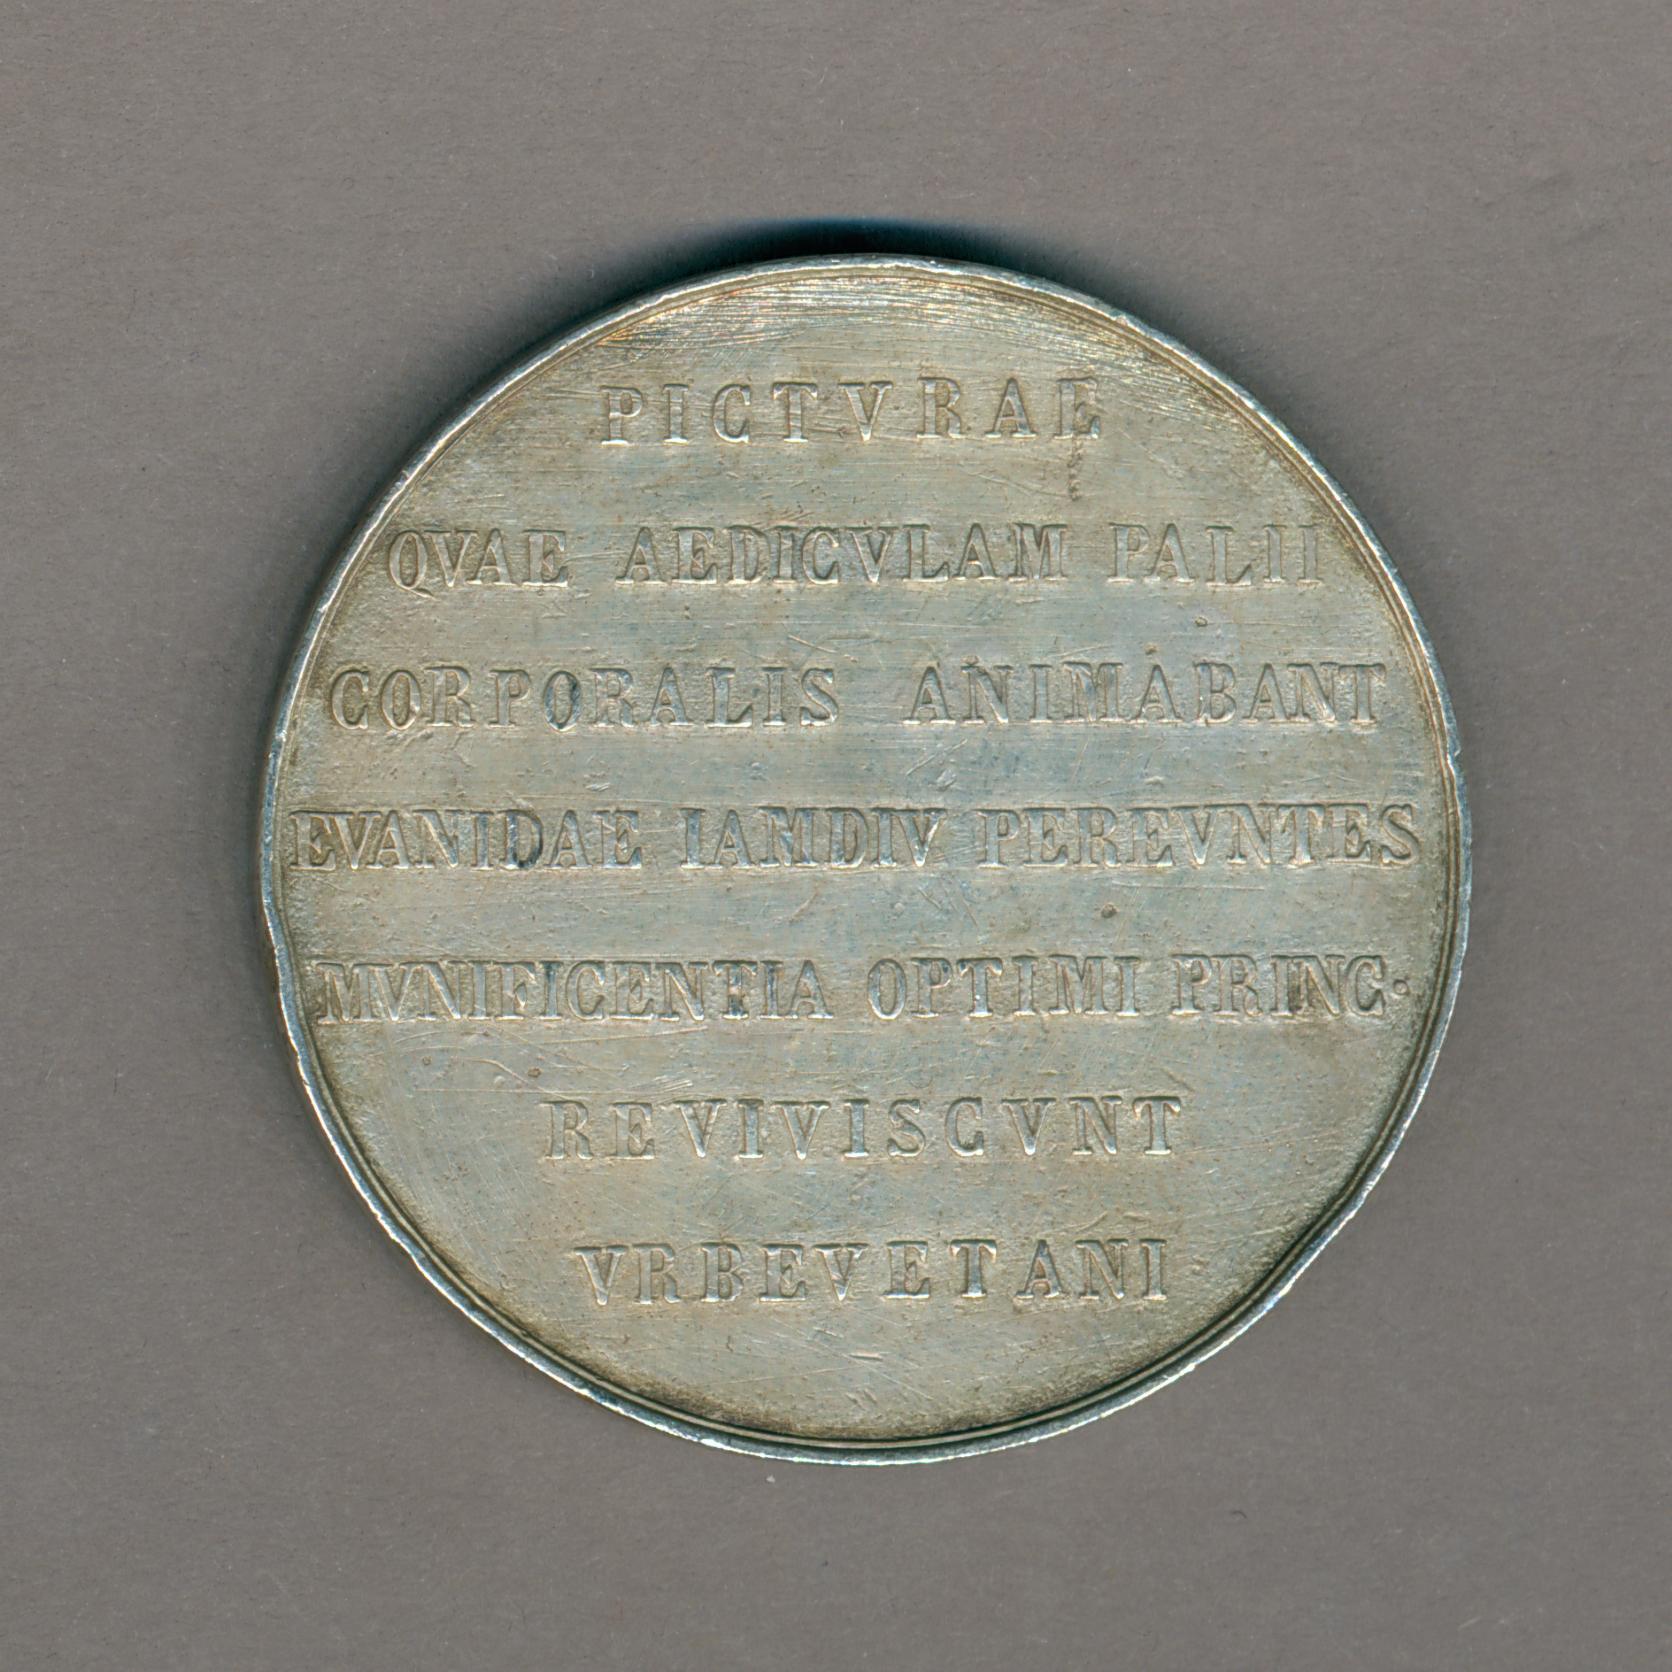 PICTVRAE
QVAE AEDICVLAM PALII
CORPORALIS ANIMABANT
EVANIDAE IAMDIV PEREVNTES
MVNIFICENTIA OPTIMI PRINC.
REVIVISCVNT
VRBEVETANI